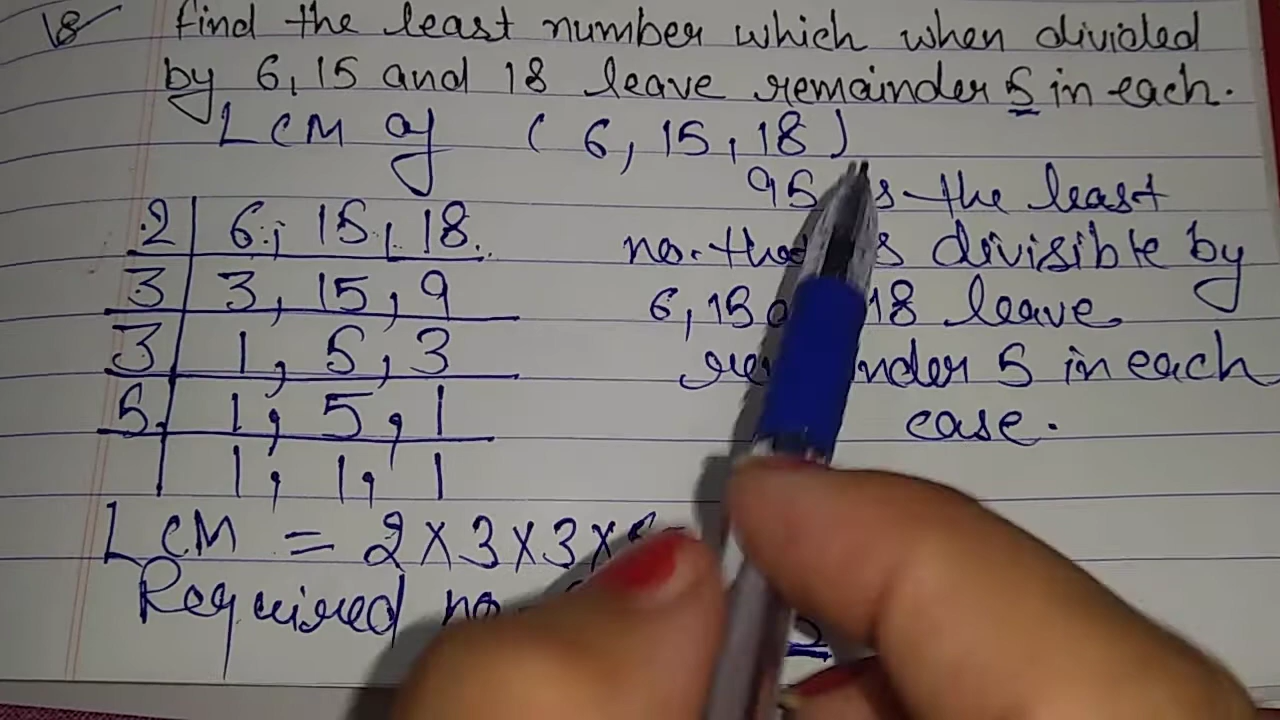 18 find the least number which when divided
by 6, 15 and 18 leave remainder 5 in each.
LCM of (6, 15, 18)
2 | 6, 15, 18
3 | 3, 15, 9
3 | 1, 5, 3
5 | 1, 5, 1
| 1, 1, 1
LCM = 2 X 3 X 3 X
Required no.
95 the least
no. divisible by
6, 15 18 leave
5 in each
case.